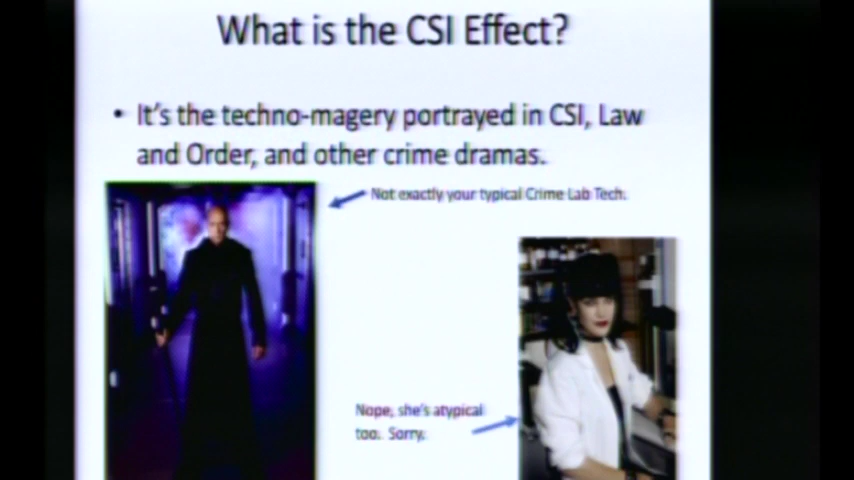 What is the CSI Effect?
• It's the techno-magery portrayed in CSI, Law
and Order, and other crime dramas.
Not exactly your typical Crime Lab Tech.
Nope, she's atypical
too. Sorry.